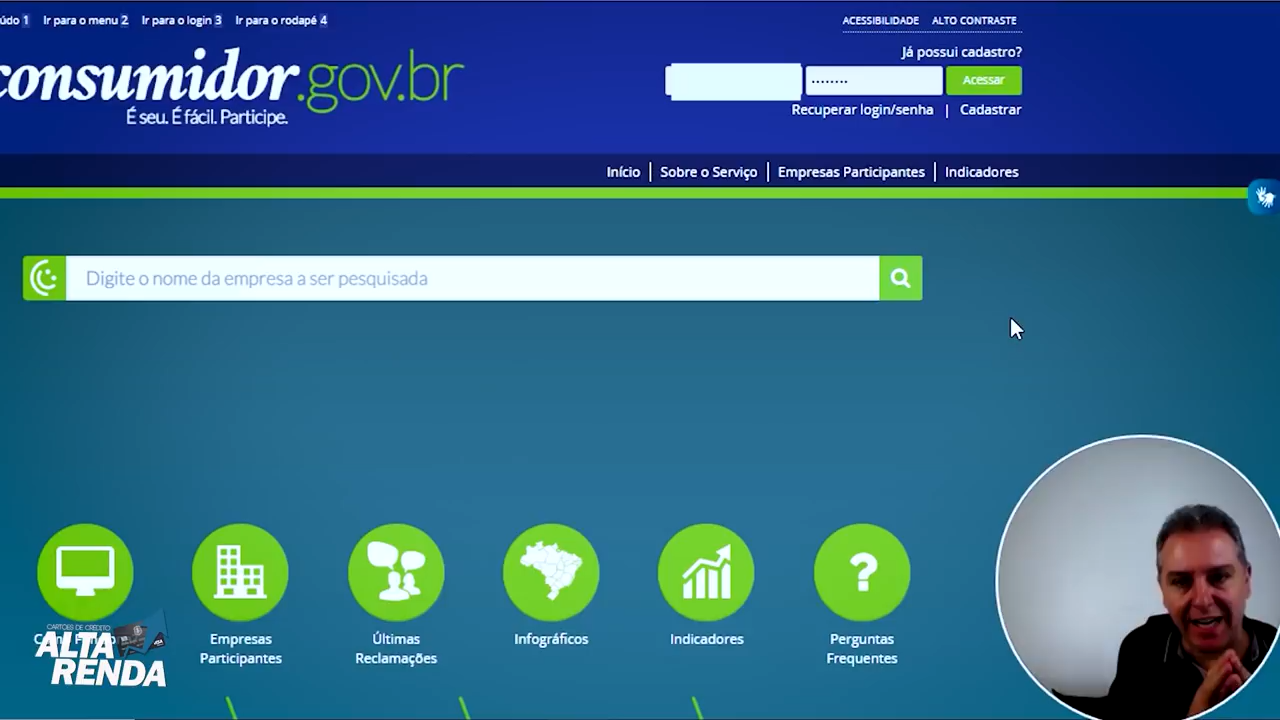 údo 1 Ir para o menu 2 Ir para o login 3 Ir para o rodapé 4
ACESSIBILIDADE ALTO CONTRASTE
Já possui cadastro?
consumidor.gov.br
É seu. É fácil. Participe.
Acessar
Recuperar login/senha | Cadastrar
Início | Sobre o Serviço | Empresas Participantes | Indicadores
Digite o nome da empresa a ser pesquisada
Empresas
Participantes
Últimas
Reclamações
Infográficos
Indicadores
Perguntas
Frequentes
CARTÕES DE CRÉDITO
ALTA
RENDA